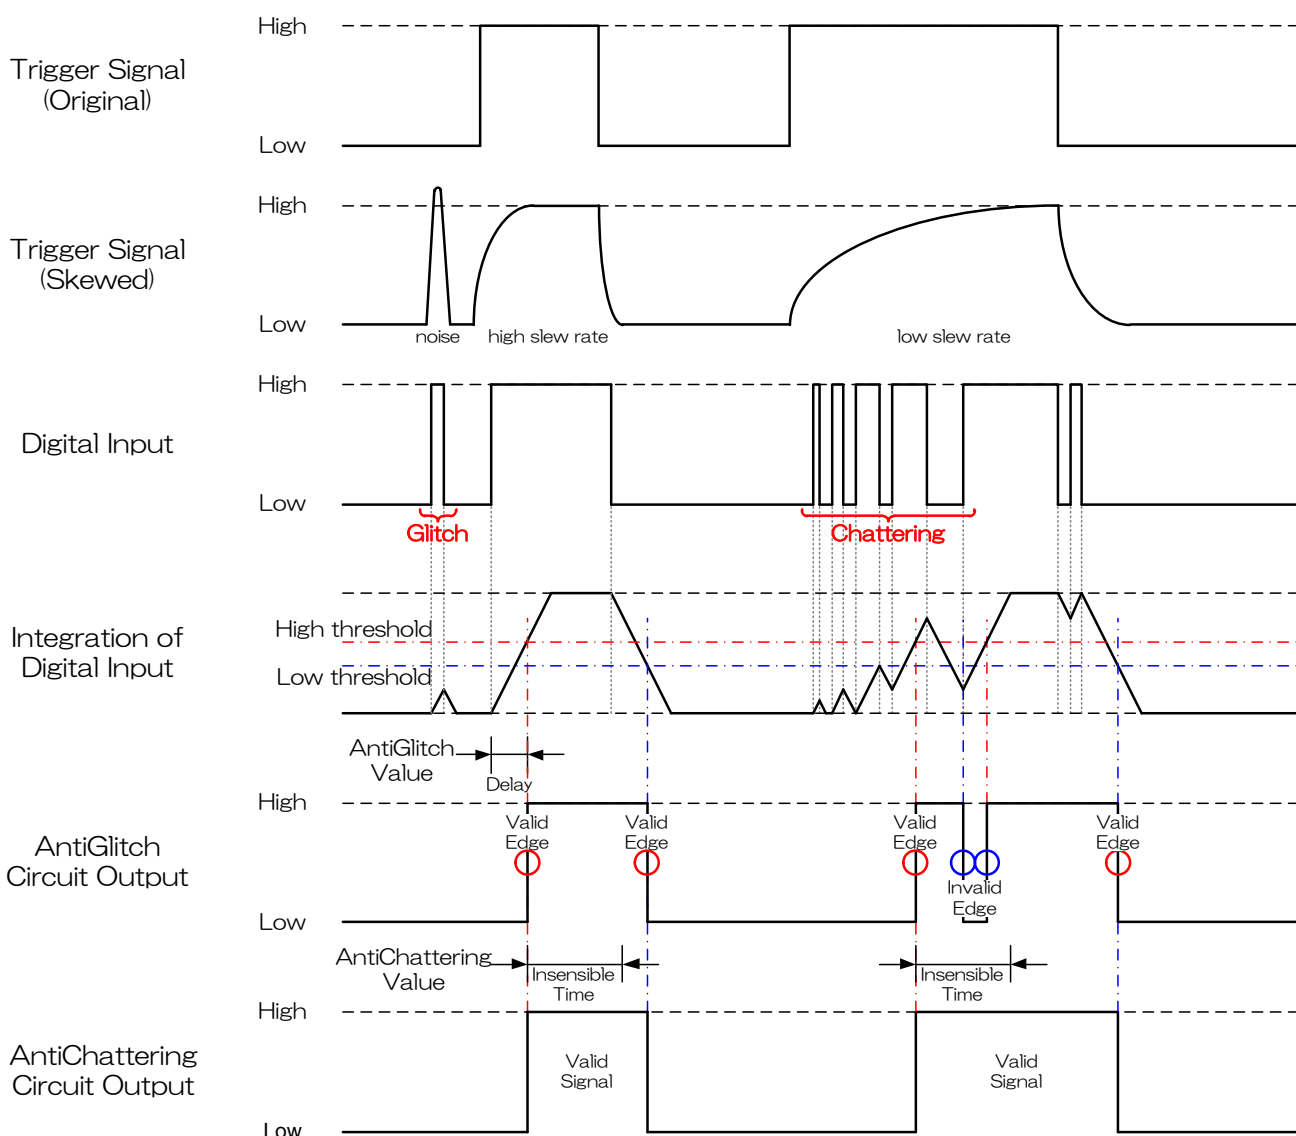 High
Trigger Signal
(Original)
Low
High
Trigger Signal
(Skewed)
Low
noise
high slew rate
low slew rate
High
Digital Input
Low
Glitch
Chattering
High threshold
Integration of
Digital Input
Low threshold
AntiGlitch
Value
Delay
High
Valid
Edge
Valid
Edge
Valid
Edge
Valid
Edge
AntiGlitch
Circuit Output
Invalid
Edge
Low
AntiChattering
Value
Insensible
Time
Insensible
Time
High
AntiChattering
Circuit Output
Valid
Signal
Valid
Signal
Low